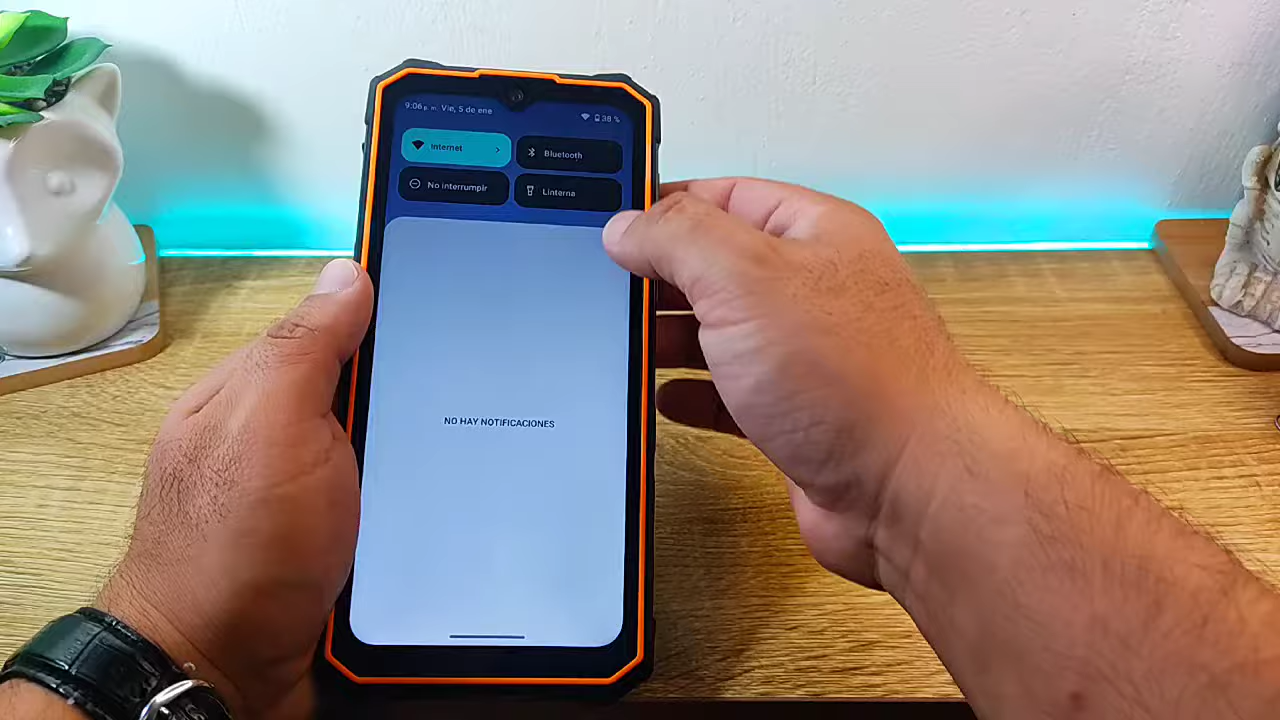 9:06 p. m. Vie, 5 de ene
38 %
Internet
Bluetooth
No interrumpir
Linterna
NO HAY NOTIFICACIONES